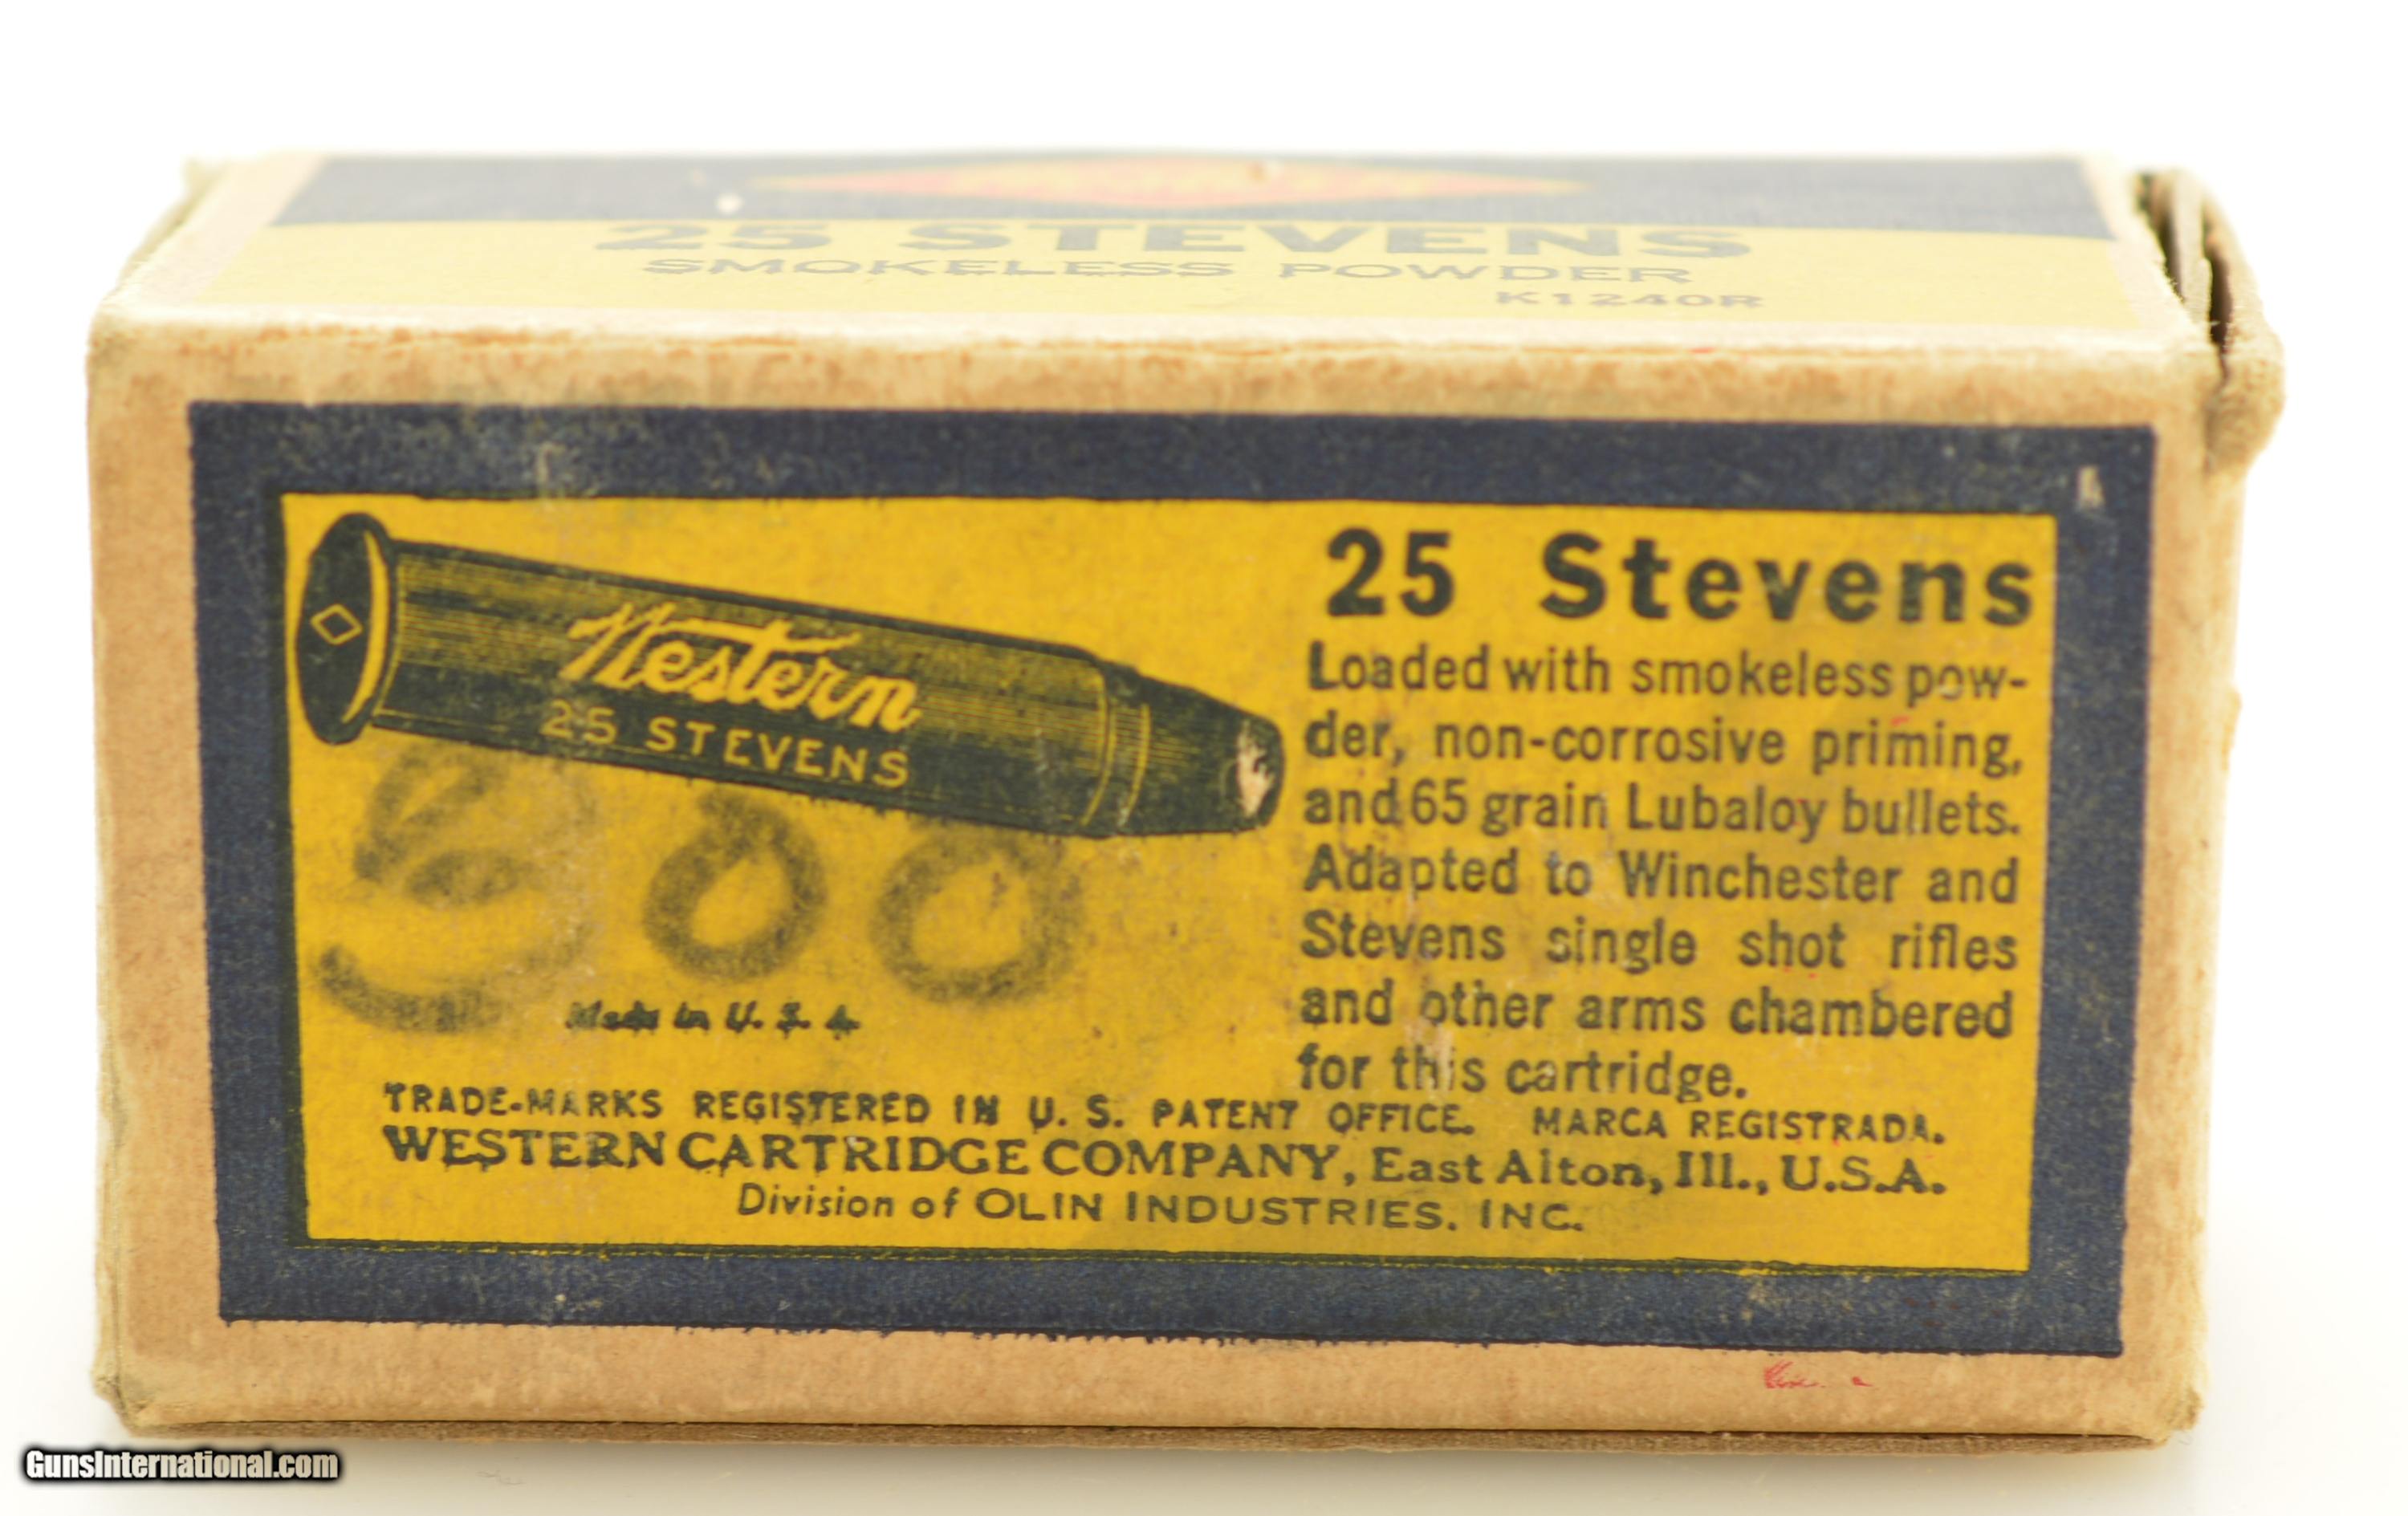 25 STEVENS
SMOKELESS POWDER
K1240R
Western
25 STEVENS
25 Stevens
Loaded with smokeless pow-
der, non-corrosive priming,
and 65 grain Lubaloy bullets.
Adapted to Winchester and
Stevens single shot rifles
and other arms chambered
for this cartridge.
500
Made in U. S. A.
TRADE-MARKS REGISTERED IN U. S. PATENT OFFICE. MARCA REGISTRADA.
WESTERN CARTRIDGE COMPANY, East Alton, Ill., U.S.A.
Division of OLIN INDUSTRIES, INC.
GunsInternational.com